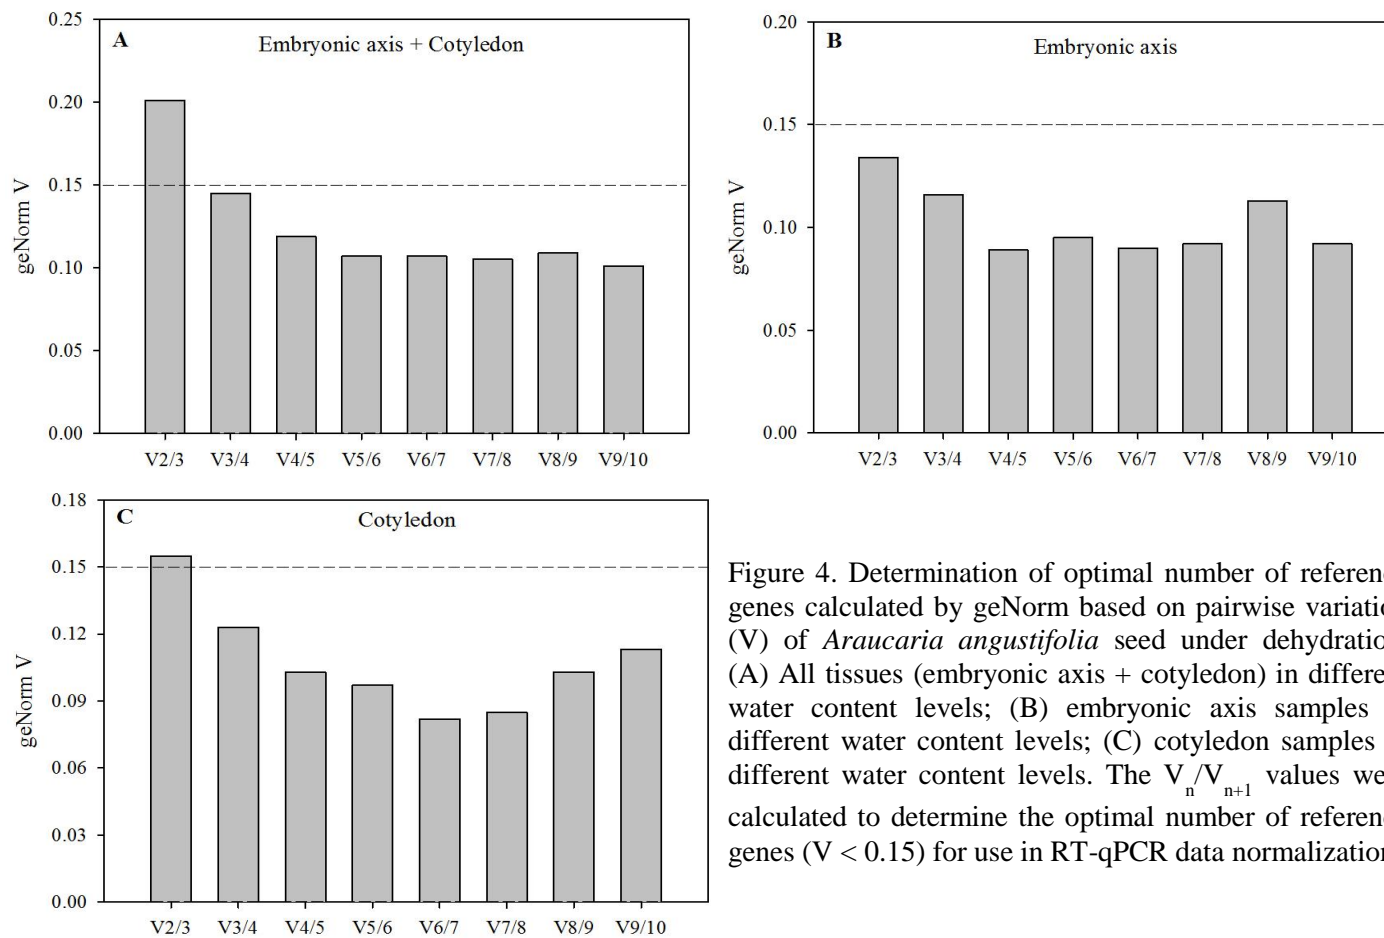 A
Embryonic axis + Cotyledon
geNorm V
0.25
0.20
0.15
0.10
0.05
0.00
V2/3 V3/4 V4/5 V5/6 V6/7 V7/8 V8/9 V9/10
B
Embryonic axis
geNorm V
0.20
0.15
0.10
0.05
0.00
V2/3 V3/4 V4/5 V5/6 V6/7 V7/8 V8/9 V9/10
C
Cotyledon
geNorm V
0.18
0.15
0.12
0.09
0.06
0.03
0.00
V2/3 V3/4 V4/5 V5/6 V6/7 V7/8 V8/9 V9/10
Figure 4. Determination of optimal number of referenc
genes calculated by geNorm based on pairwise variatio
(V) of Araucaria angustifolia seed under dehydration
(A) All tissues (embryonic axis + cotyledon) in differe
water content levels; (B) embryonic axis samples
different water content levels; (C) cotyledon samples
different water content levels. The Vn/Vn+1 values we
calculated to determine the optimal number of referenc
genes (V < 0.15) for use in RT-qPCR data normalization